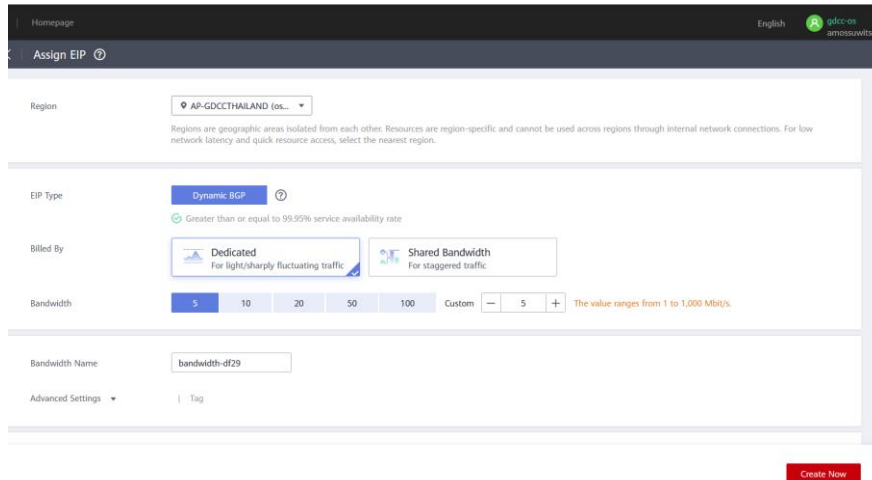 Homepage
English
gdcc-os
amossuwits
Assign EIP
Region
AP-GDCCTHAILAND (os...
Regions are geographic areas isolated from each other. Resources are region-specific and cannot be used across regions through internal network connections. For low
network latency and quick resource access, select the nearest region.
EIP Type
Dynamic BGP
Greater than or equal to 99.95% service availability rate
Billed By
Dedicated
For light/sharply fluctuating traffic
Shared Bandwidth
For staggered traffic
Bandwidth
5 10 20 50 100 Custom 5 The value ranges from 1 to 1,000 Mbit/s.
Bandwidth Name
bandwidth-df29
Advanced Settings | Tag
Create Now